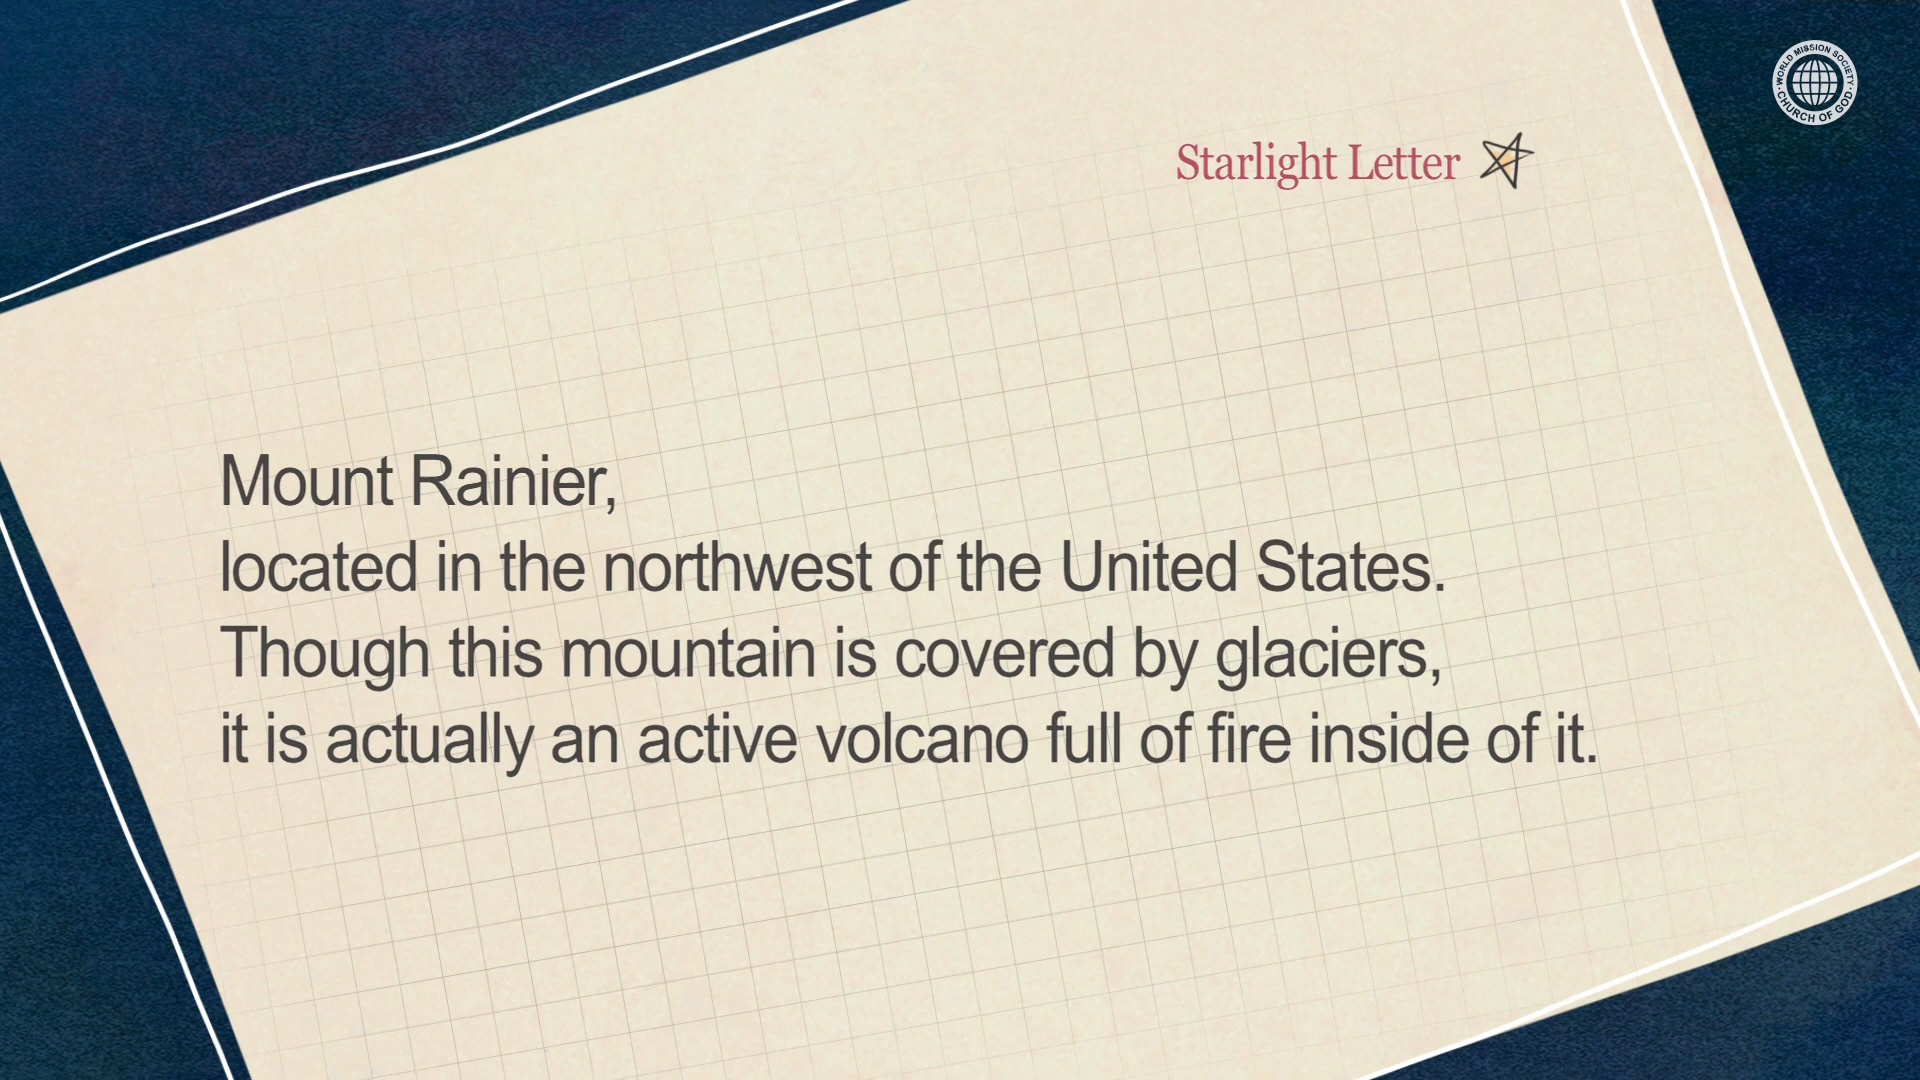 WORLD MISSION SOCIETY
CHURCH OF GOD
Starlight Letter
Mount Rainier,
located in the northwest of the United States.
Though this mountain is covered by glaciers,
it is actually an active volcano full of fire inside of it.